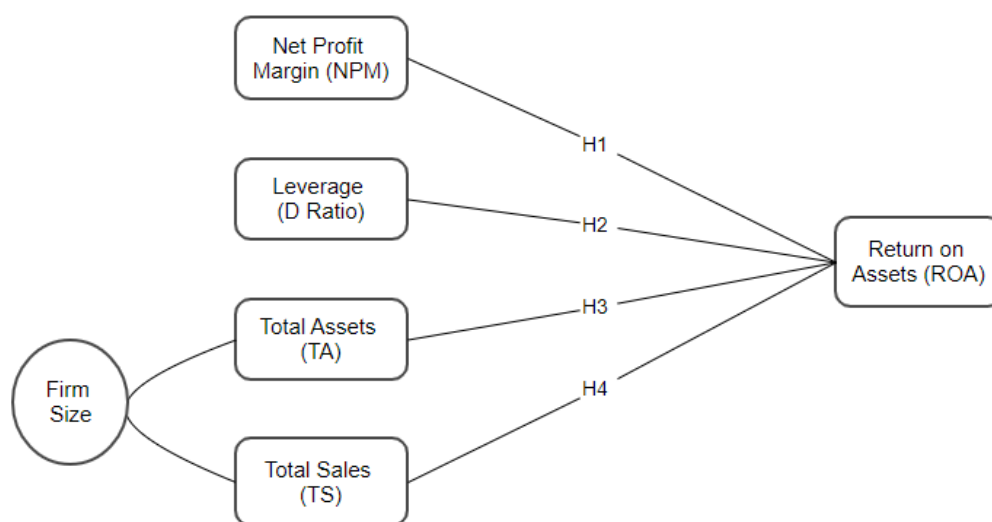 Net Profit
Margin (NPM)
H1
Leverage
(D Ratio)
H2
Return on
Assets (ROA)
Total Assets
(TA)
H3
Firm
Size
H4
Total Sales
(TS)